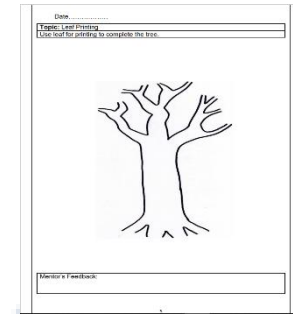 Date..................
Topic: Leaf Printing
Use leaf for printing to complete the tree.
Mentor's Feedback: